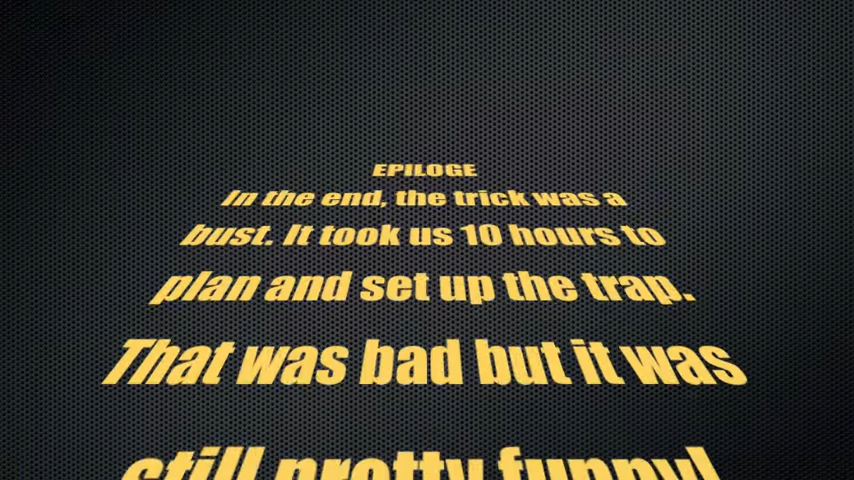 EPILOGE
In the end, the trick was a
bust. It took us 10 hours to
plan and set up the trap.
That was bad but it was
still pretty funny!